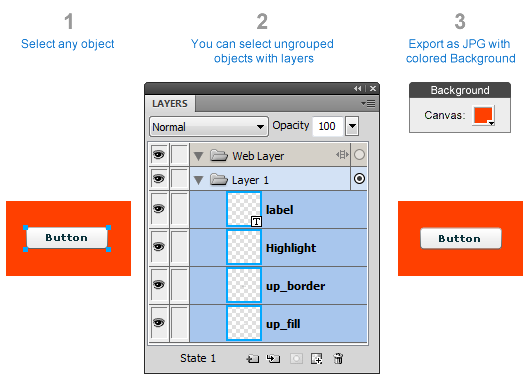 1
Select any object
Button
2
You can select ungrouped
objects with layers
LAYERS
Normal
Opacity 100
Web Layer
Layer 1
label
T
Highlight
up_border
up_fill
State 1
3
Export as JPG with
colored Background
Background
Canvas:
Button